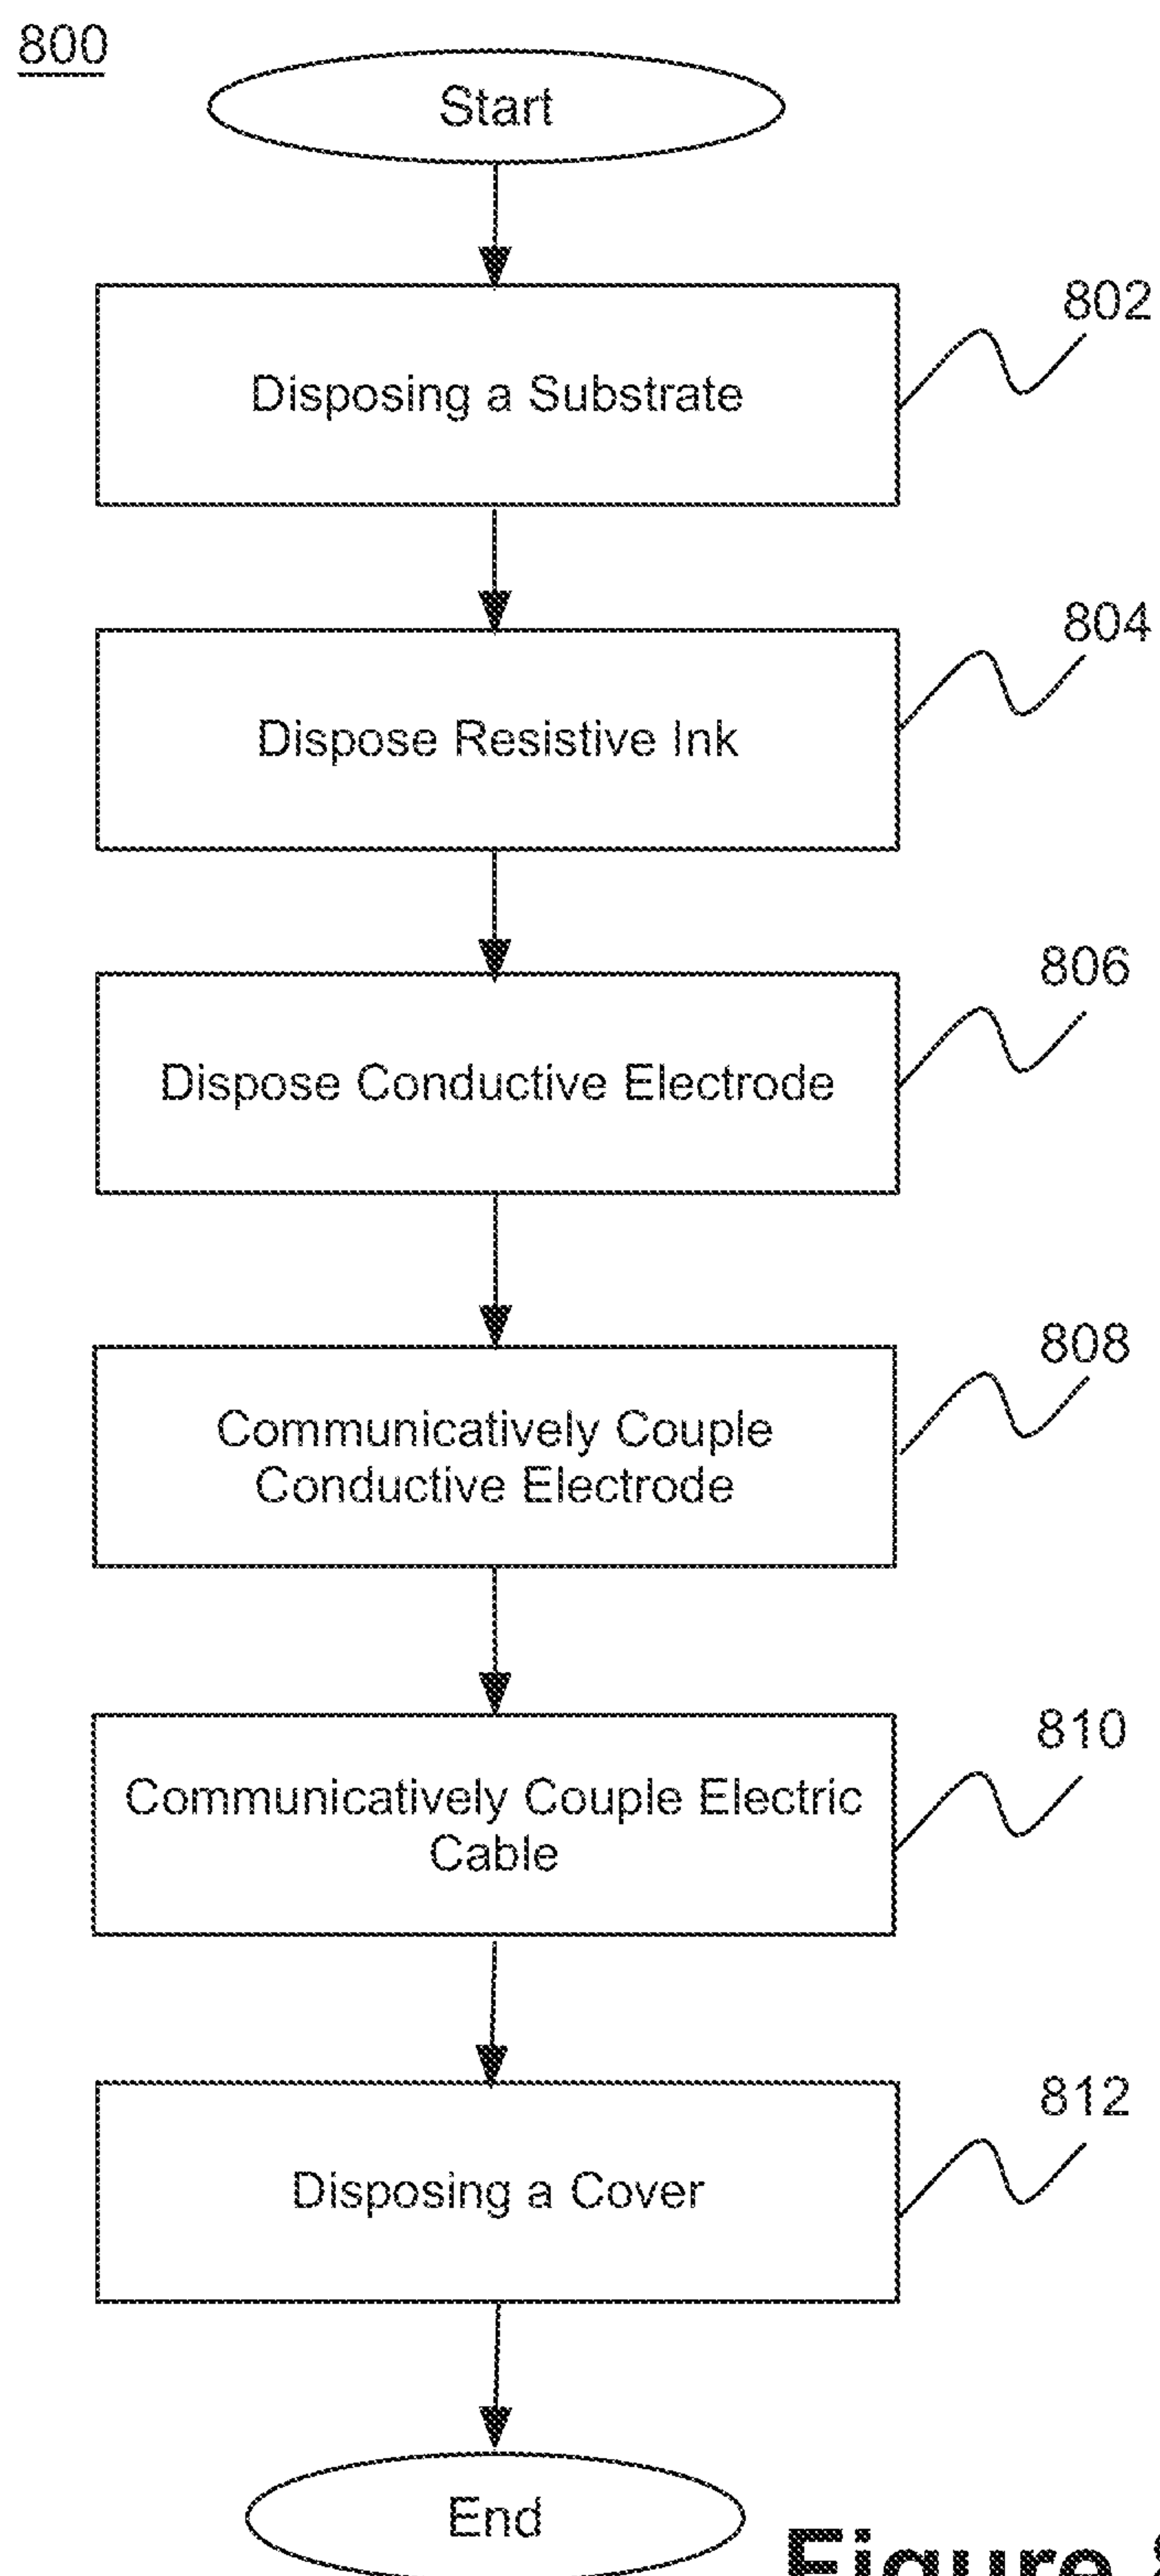 800
Start
802
Disposing a Substrate
804
Dispose Resistive Ink
806
Dispose Conductive Electrode
808
Communicatively Couple
Conductive Electrode
810
Communicatively Couple Electric
Cable
812
Disposing a Cover
End
Figure